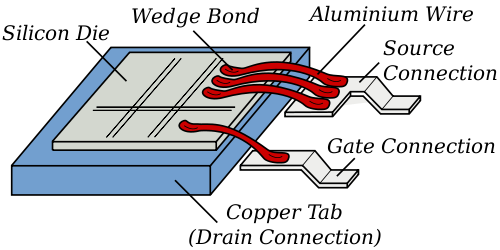 Wedge Bond
Aluminium Wire
Silicon Die
Source
Connection
Gate Connection
Copper Tab
(Drain Connection)